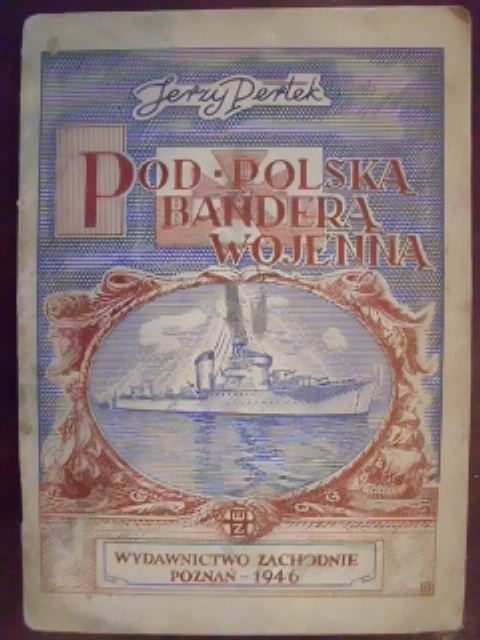 Jerzy Pertek
POD·POLSKĄ
BANDERĄ
WOJENNĄ
WYDAWNICTWO ZACHODNIE
POZNAŃ-1946